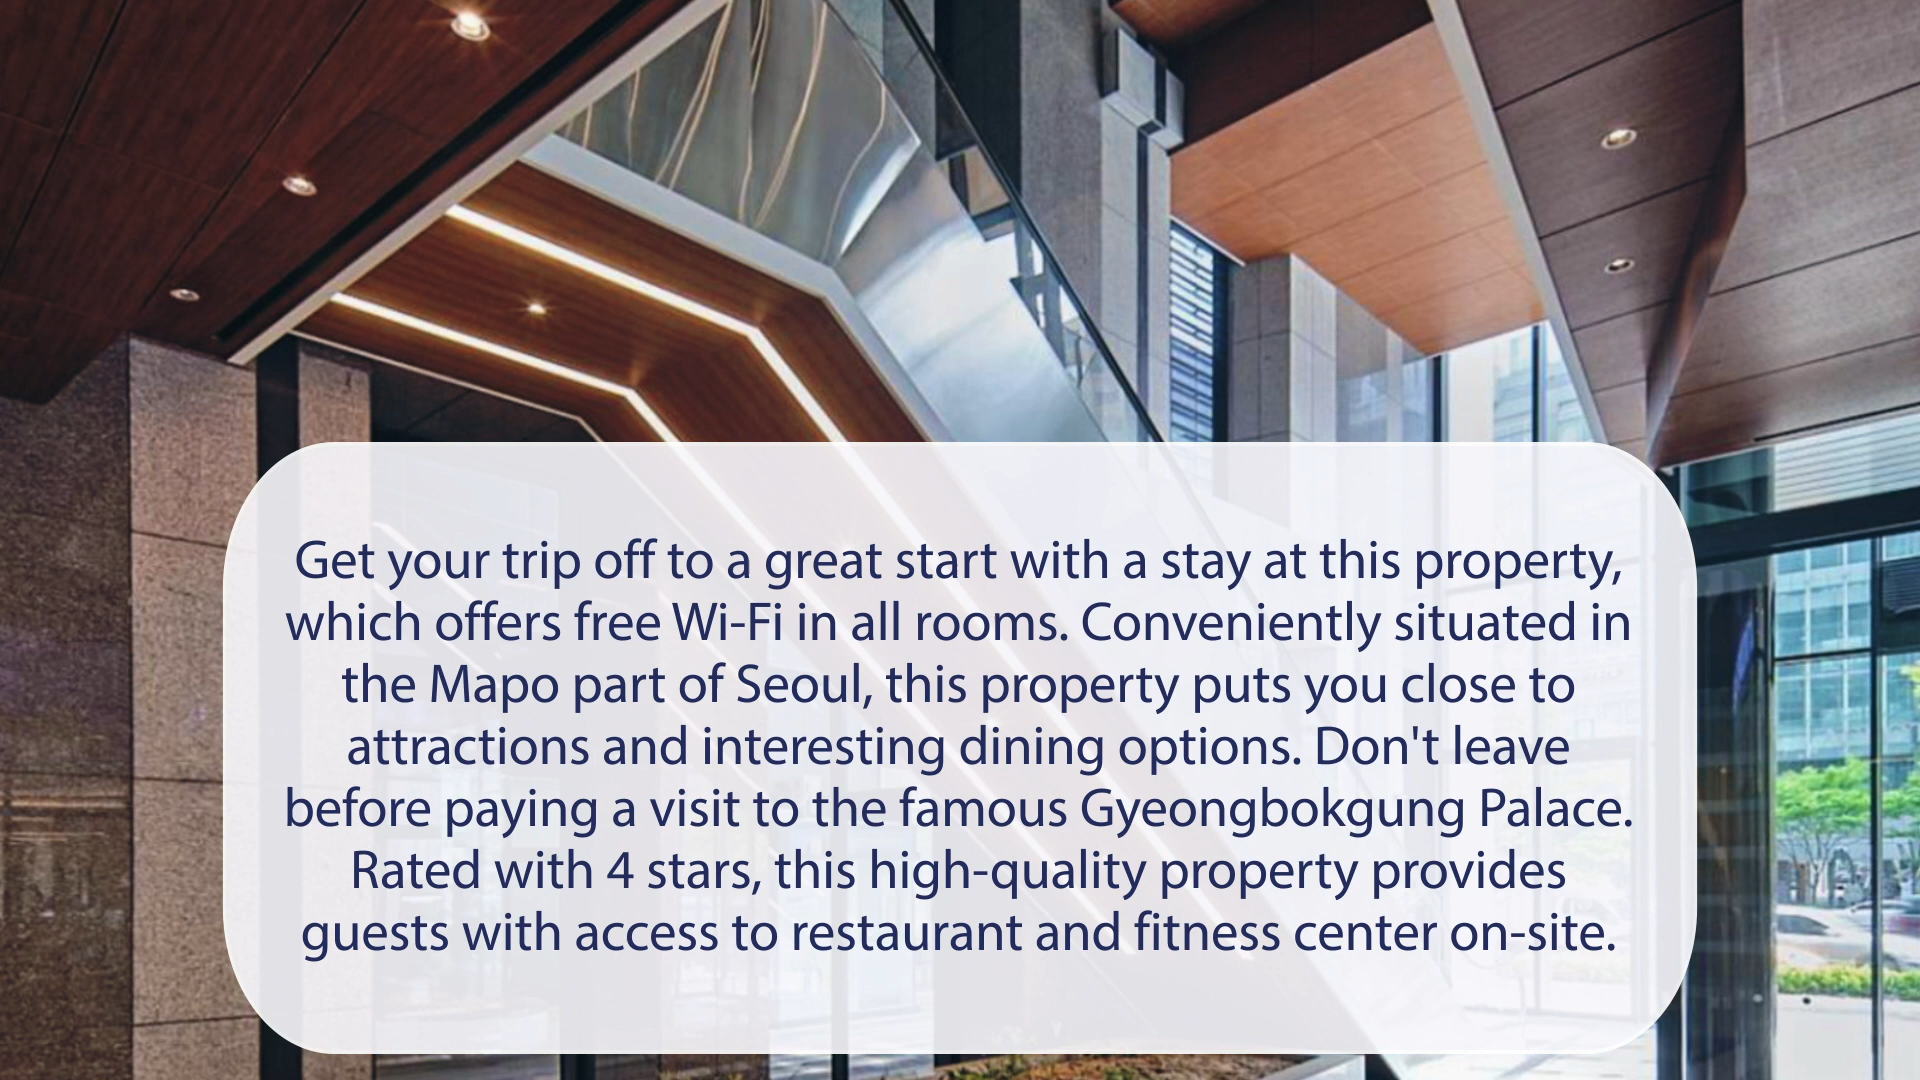 Get your trip off to a great start with a stay at this property,
which offers free Wi-Fi in all rooms. Conveniently situated in
the Mapo part of Seoul, this property puts you close to
attractions and interesting dining options. Don't leave
before paying a visit to the famous Gyeongbokgung Palace.
Rated with 4 stars, this high-quality property provides
guests with access to restaurant and fitness center on-site.